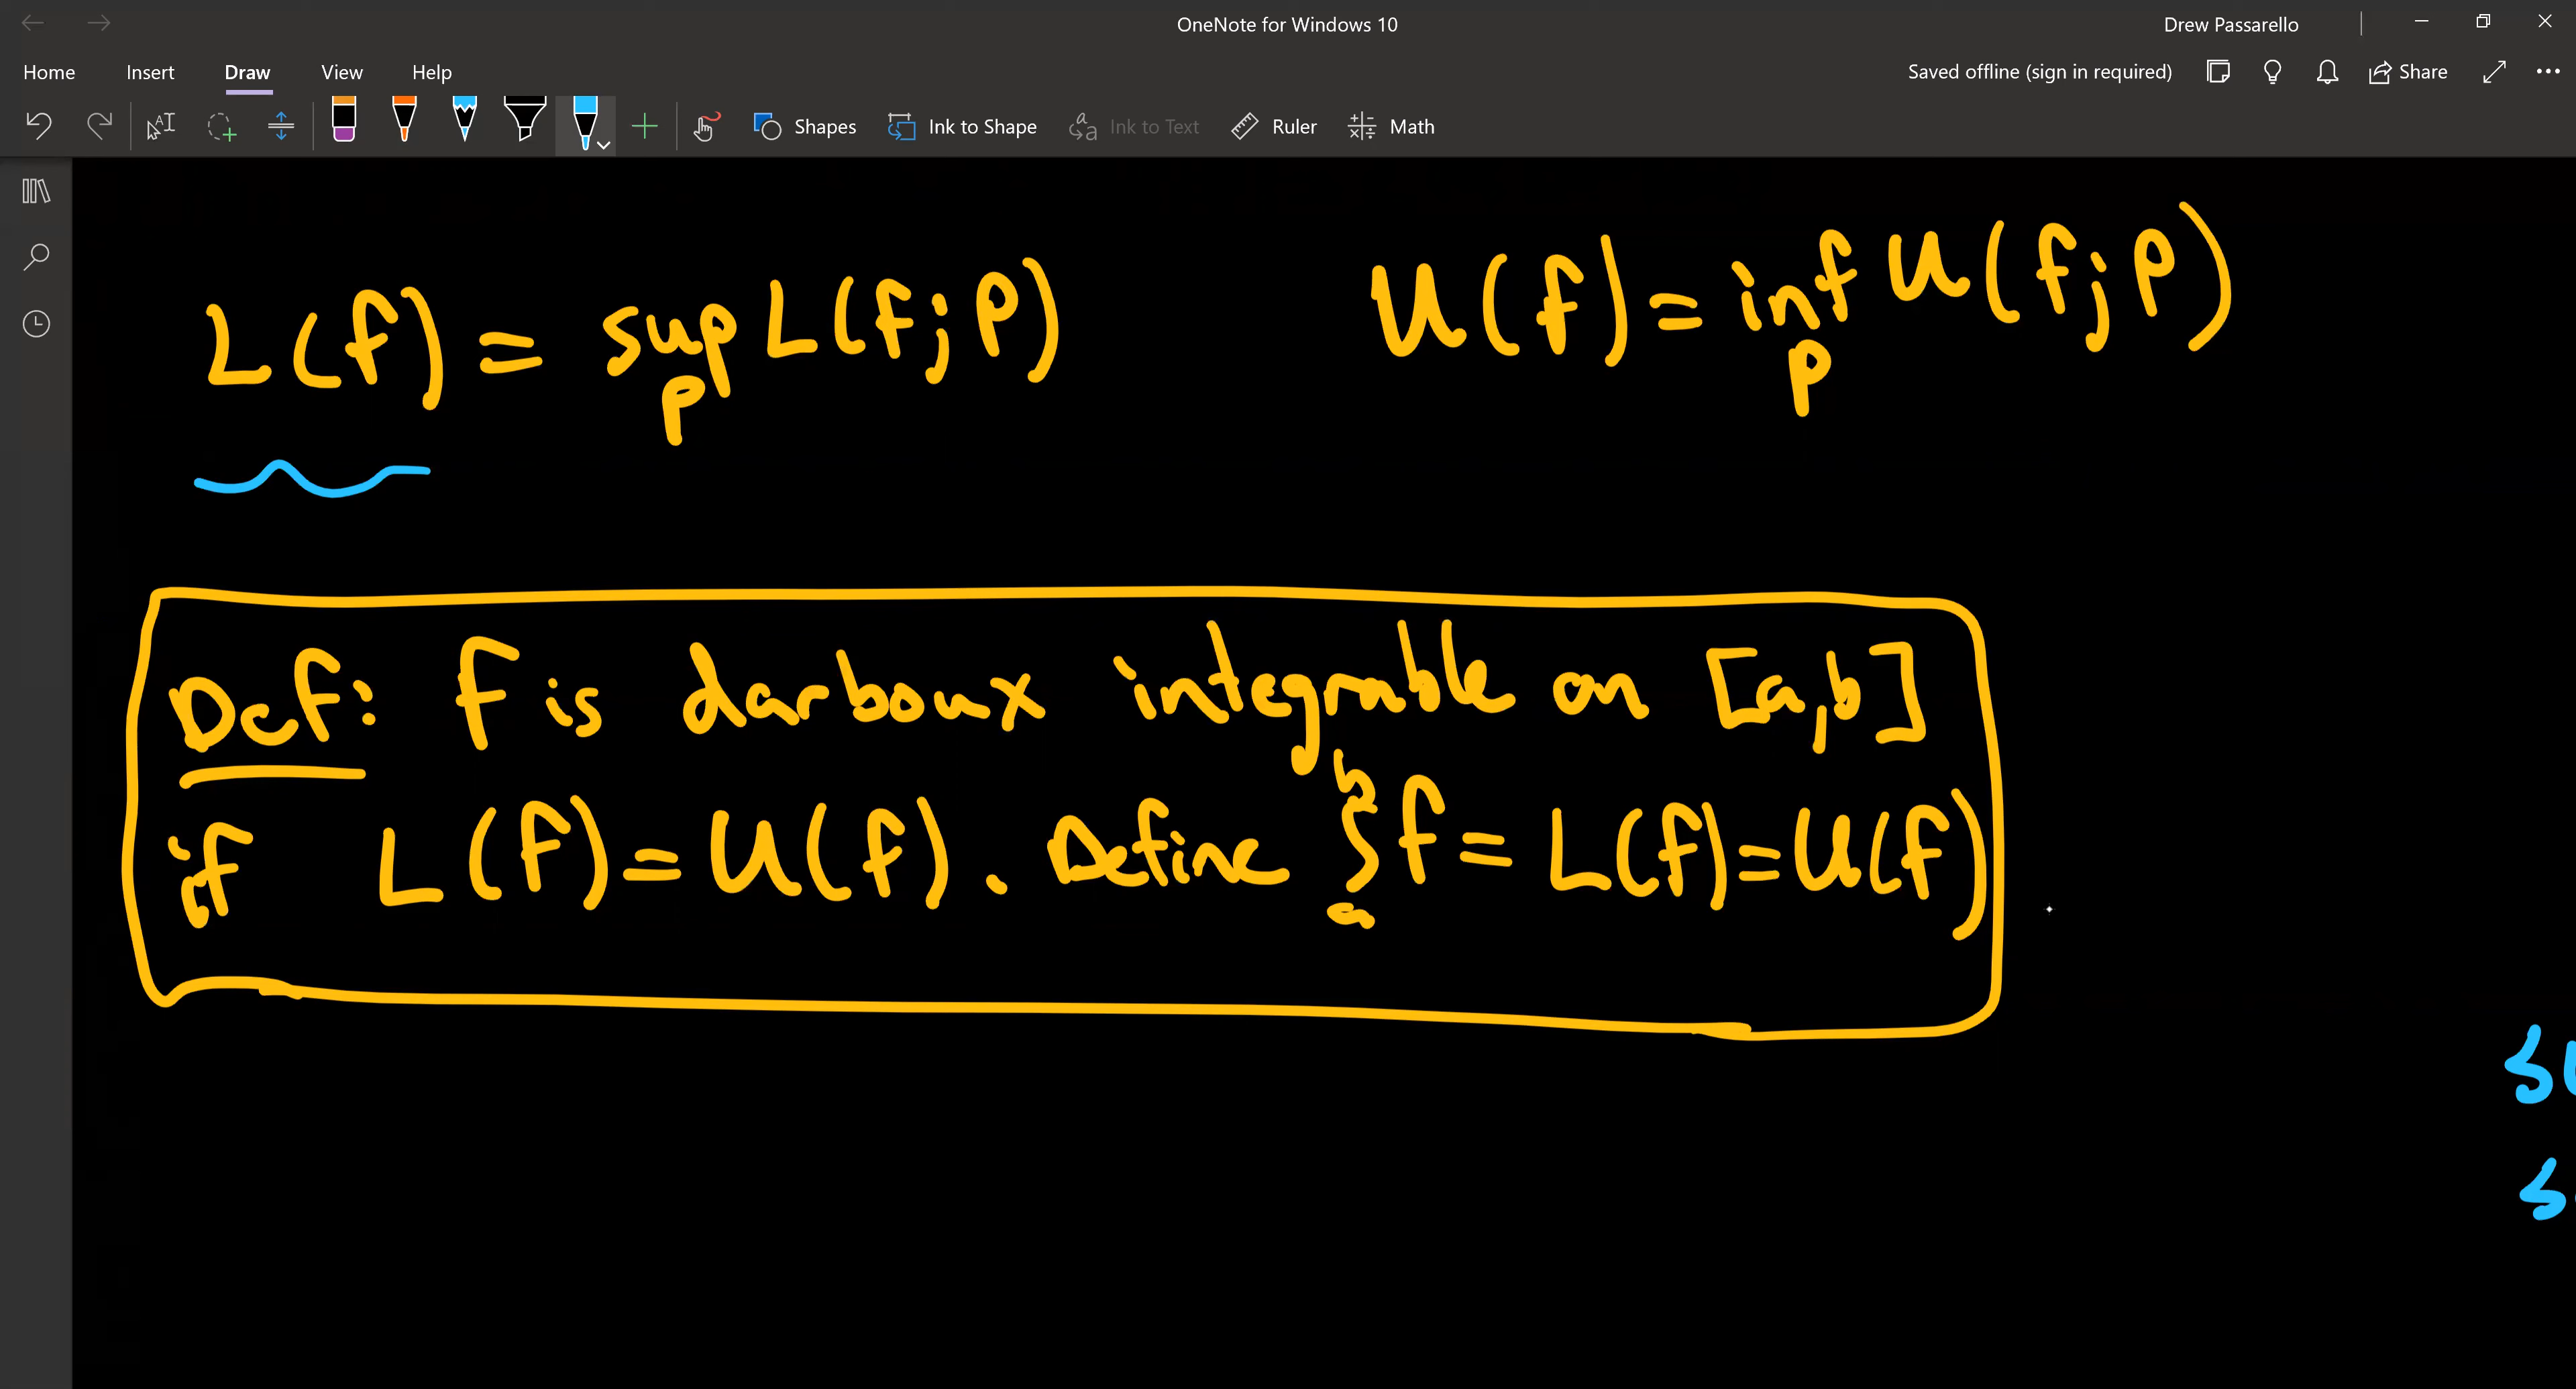 OneNote for Windows 10
Drew Passarello
Home Insert Draw View Help
Saved offline (sign in required) Share
Shapes Ink to Shape Ink to Text Ruler Math
L(f) = sup L(f; P)
P
U(f) = inf U(f; P)
P
Def: f is darboux integrable on [a,b]
if L(f) = U(f). Define ∫_a^b f = L(f) = U(f)